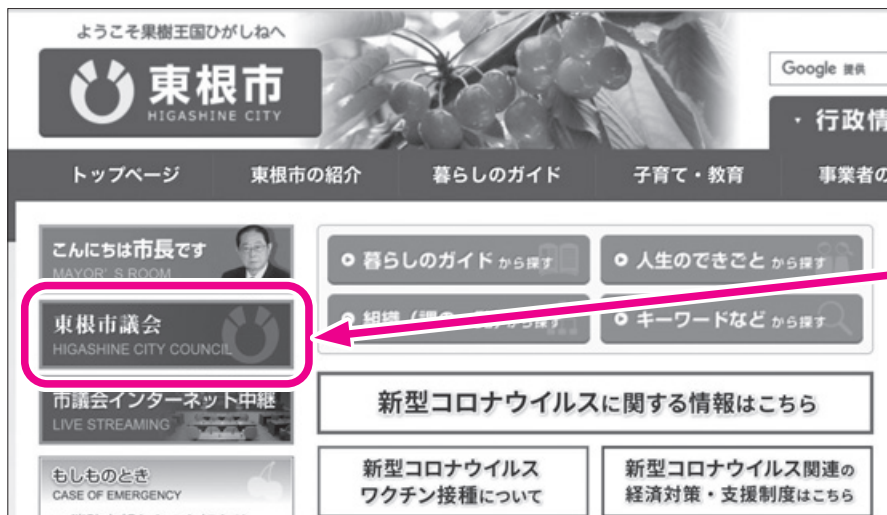 ようこそ果樹王国ひがしねへ
東根市
HIGASHINE CITY
Google 提供
・ 行政情
トップページ 東根市の紹介 暮らしのガイド 子育て・教育 事業者の
こんにちは市長です
MAYOR'S ROOM
東根市議会
HIGASHINE CITY COUNCIL
市議会インターネット中継
LIVE STREAMING
もしものとき
CASE OF EMERGENCY
暮らしのガイド から探す
人生のできごと から探す
組織 から探す
キーワードなど から探す
新型コロナウイルスに関する情報はこちら
新型コロナウイルス
ワクチン接種について
新型コロナウイルス関連の
経済対策・支援制度はこちら